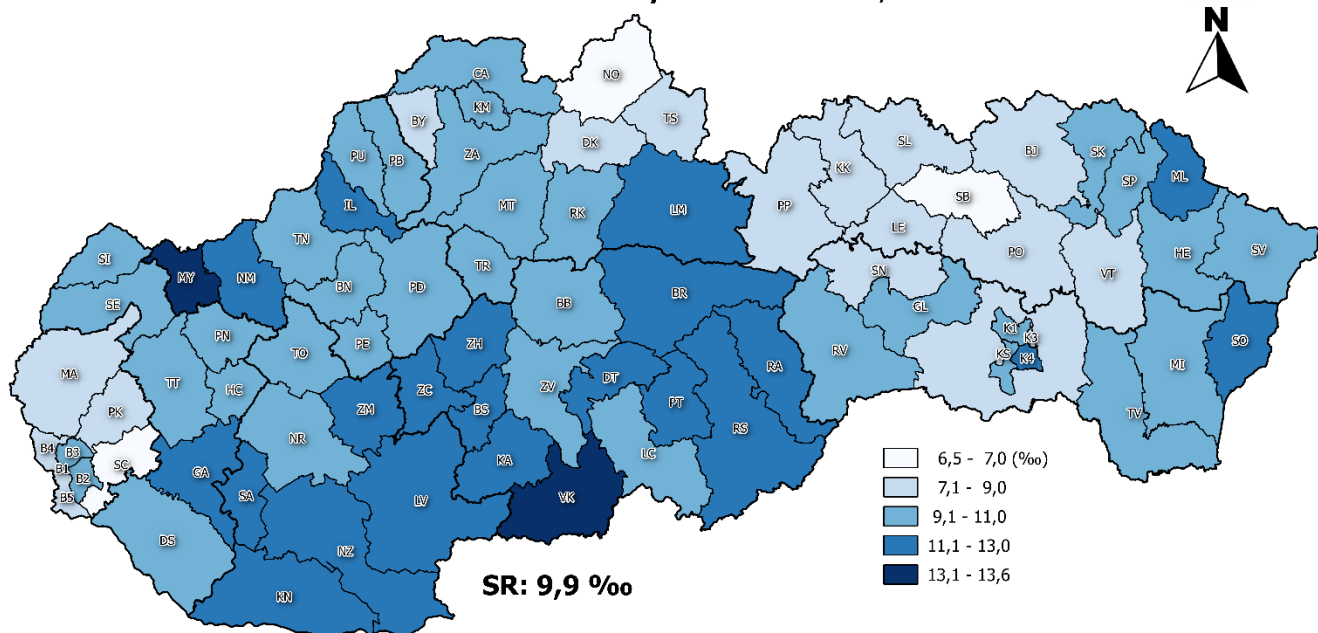 N
CA
NO
KM
BY
TS
DK
PU
PB
ZA
SL
BJ
SK
KK
SP
ML
IL
MT
RK
LM
PP
SB
LE
TN
HE
SV
SI
MY
NM
TR
PO
VT
SN
BN
PD
BR
SE
BB
GL
PN
TO
PE
ZH
K1
K3
SO
RV
KS
K4
MA
TT
HC
ZM
ZC
ZV
DT
RA
MI
PK
BS
PT
TV
B4
B3
NR
RS
LC
B1
B2
SC
GA
SA
KA
LV
VK
B5
DS
NZ
KN
6,5 - 7,0 (‰)
7,1 - 9,0
9,1 - 11,0
11,1 - 13,0
13,1 - 13,6
SR: 9,9 ‰